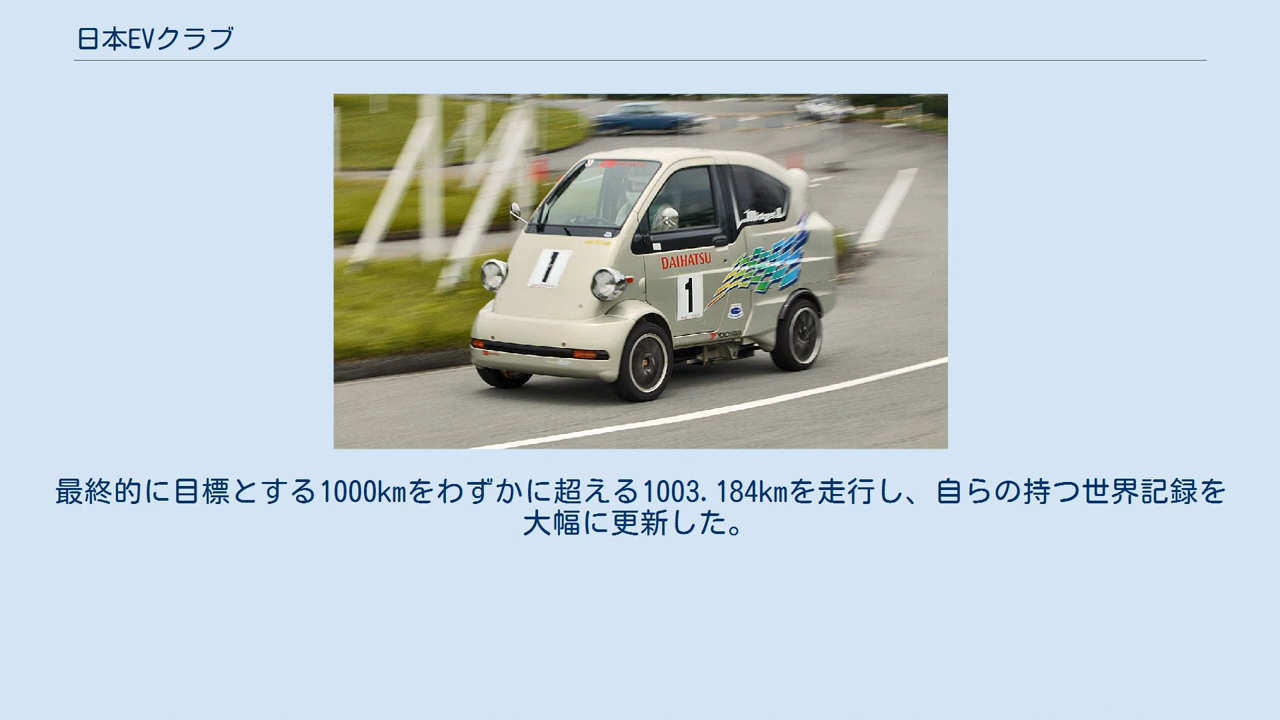 日本EVクラブ
1
DAIHATSU
1
YOKOHAMA
最終的に目標とする1000kmをわずかに超える1003.184kmを走行し、自らの持つ世界記録を
大幅に更新した。